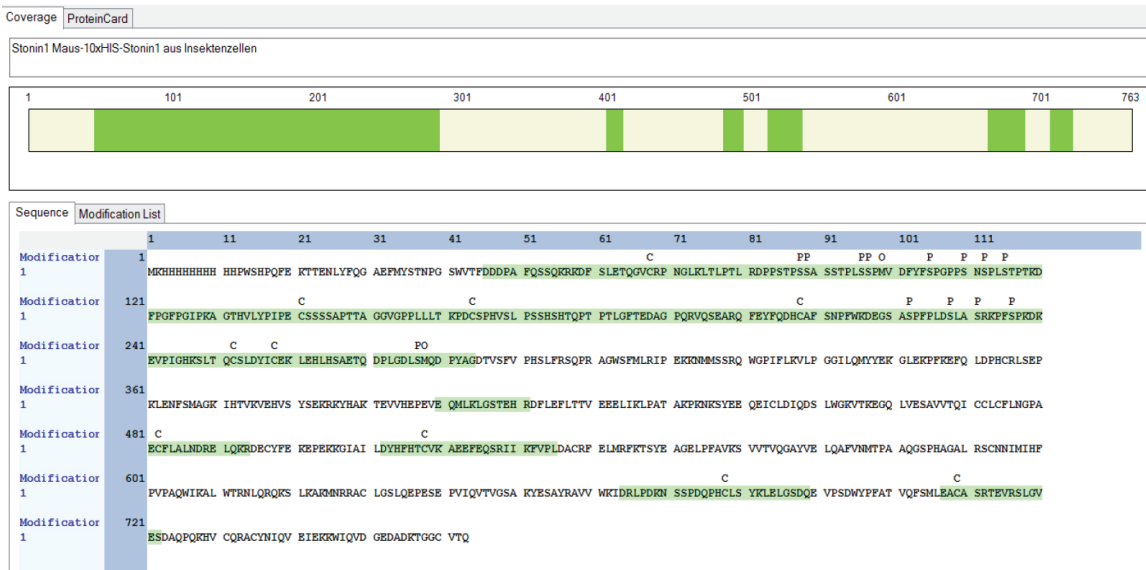 Coverage ProteinCard
Stonin1 Maus-10xHIS-Stonin1 aus Insektenzellen
1 101 201 301 401 501 601 701 763
Sequence Modification List
1 11 21 31 41 51 61 71 81 91 101 111
Modification 1 C PP PP O P P P P
1 MKHHHHHHHH HHPWSHPQFE KTTENLYFQG AEFMYSTNPG SWVTFDDDPA FQSSQKRKDF SLETQGVCRP NGLKLTLPTL RDPPSTPSSA SSTPLSSPMV DFYFSPGPPS NSPLSTPTKD
Modification 121 C C C P P P P
1 FPGFPGIPKA GTHVLYPIPE CSSSSAPTTA GGVGPPLLLT KPDCSPHVSL PSSHSHTQPT PTLGFTEDAG PQRVQSEARQ FEYFQDHCAF SNPFWKDEGS ASPFPLDSLA SRKPFSPKDK
Modification 241 C C PO
1 EVPIGHKSLT QCSLDYICEK LEHLHSAETQ DPLGDLSMQD PYAGDTVSFV PHSLFRSQPR AGWSFMLRIP EKKNMMSSRQ WGPIFLKVLP GGILQMYYEK GLEKPFKEFQ LDPHCRLSEP
Modification 361
1 KLENFSMAGK IHTVKVEHVS YSEKRKYHAK TEVVHEPEVE QMLKLGSTEH RDFLEFLTTV EEELIKLPAT AKPKNKSYEE QEICLDIQDS LWGKVTKEGQ LVESAVVTQI CCLCFLNGPA
Modification 481 C C
1 ECFLALNDRE LQKRDECYFE KEPEKKGIAI LDYHFHTCVK AEEFEQSRII KFVPLDACRF ELMRFKTSYE AGELPFAVKS VVTVQGAYVE LQAFVNMTPA AQGSPHAGAL RSCNNIMIHF
Modification 601 C C
1 PVPAQWIKAL WTRNLQRQKS LKAKMNRRAC LGSLQEPESE PVIQVTVGSA KYESAYRAVV WKIDRLPDKN SSPDQPHCLS YKLELGSDQE VPSDWYPFAT VQFSMLEACA SRTEVRSLGV
Modification 721
1 ESDAQPQKHV CQRACYNIQV EIEKKWIQVD GEDADKTGGC VTQ